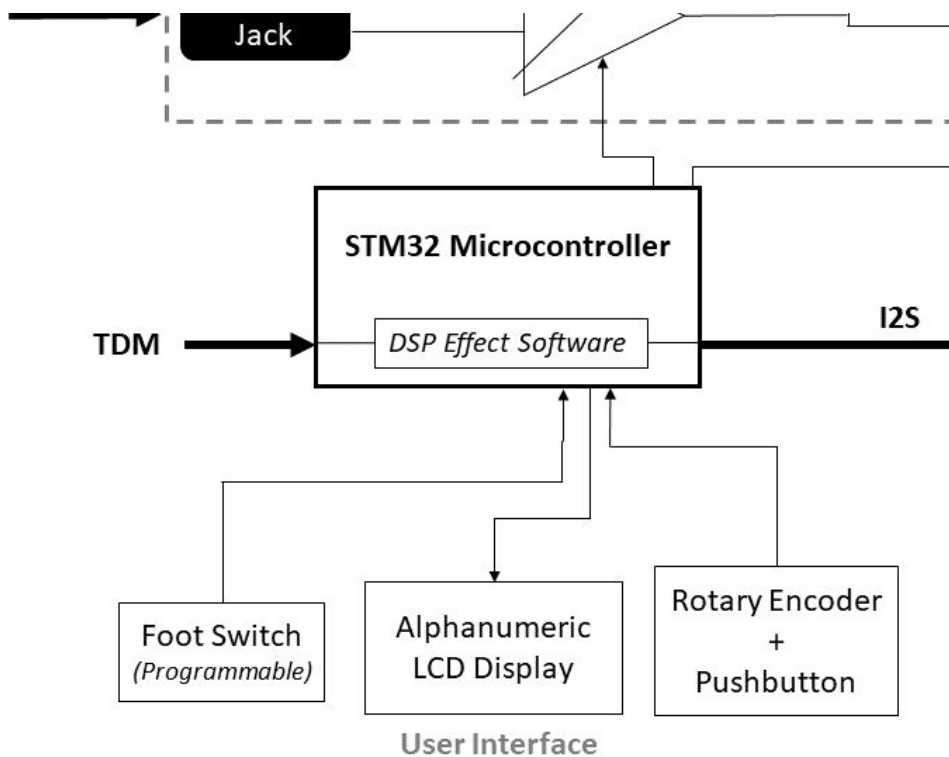 Jack
STM32 Microcontroller
I2S
TDM
DSP Effect Software
Foot Switch
(Programmable)
Alphanumeric
LCD Display
Rotary Encoder
+
Pushbutton
User Interface